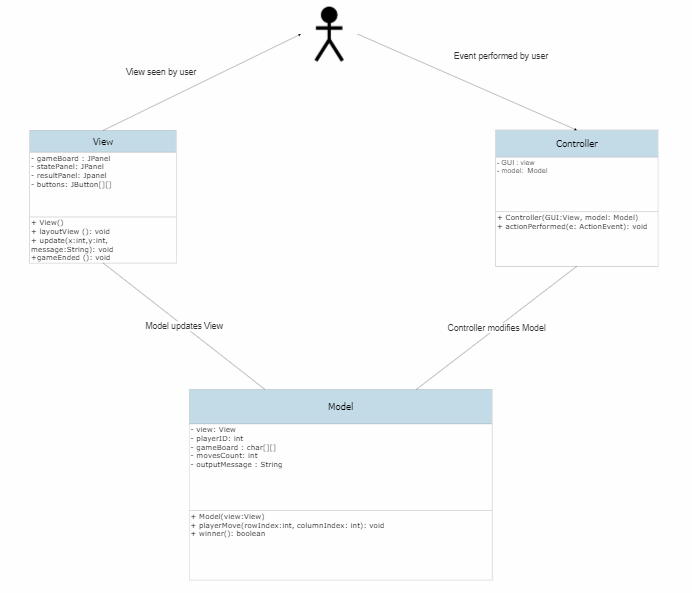 View seen by user
Event performed by user
View
- gameBoard : JPanel
- statePanel: JPanel
- resultPanel: Jpanel
- buttons: JButton[][]
+ View()
+ layoutView (): void
+ update(x:int,y:int,
message:String): void
+gameEnded (): void
Controller
- GUI : view
- model: Model
+ Controller(GUI:View, model: Model)
+ actionPerformed(e: ActionEvent): void
Model updates View
Controller modifies Model
Model
- view: View
- playerID: int
- gameBoard : char[][]
- movesCount: int
- outputMessage : String
+ Model(view:View)
+ playerMove(rowIndex:int, columnIndex: int): void
+ winner(): boolean